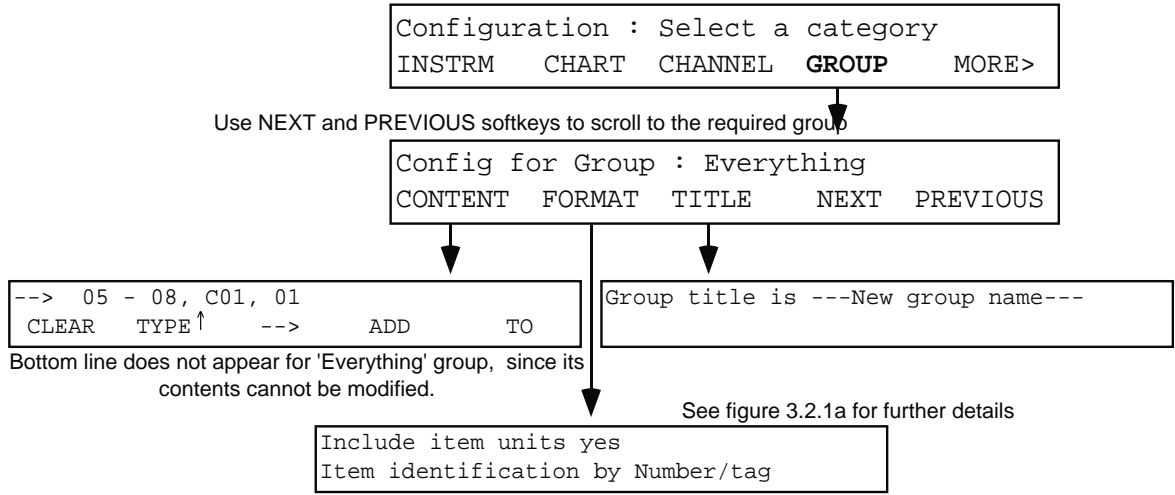 Configuration : Select a category
INSTRM CHART CHANNEL GROUP MORE>
Use NEXT and PREVIOUS softkeys to scroll to the required group
Config for Group : Everything
CONTENT FORMAT TITLE NEXT PREVIOUS
--> 05 - 08, C01, 01
CLEAR TYPE↑ --> ADD TO
Bottom line does not appear for 'Everything' group, since its
contents cannot be modified.
Group title is ---New group name---
See figure 3.2.1a for further details
Include item units yes
Item identification by Number/tag